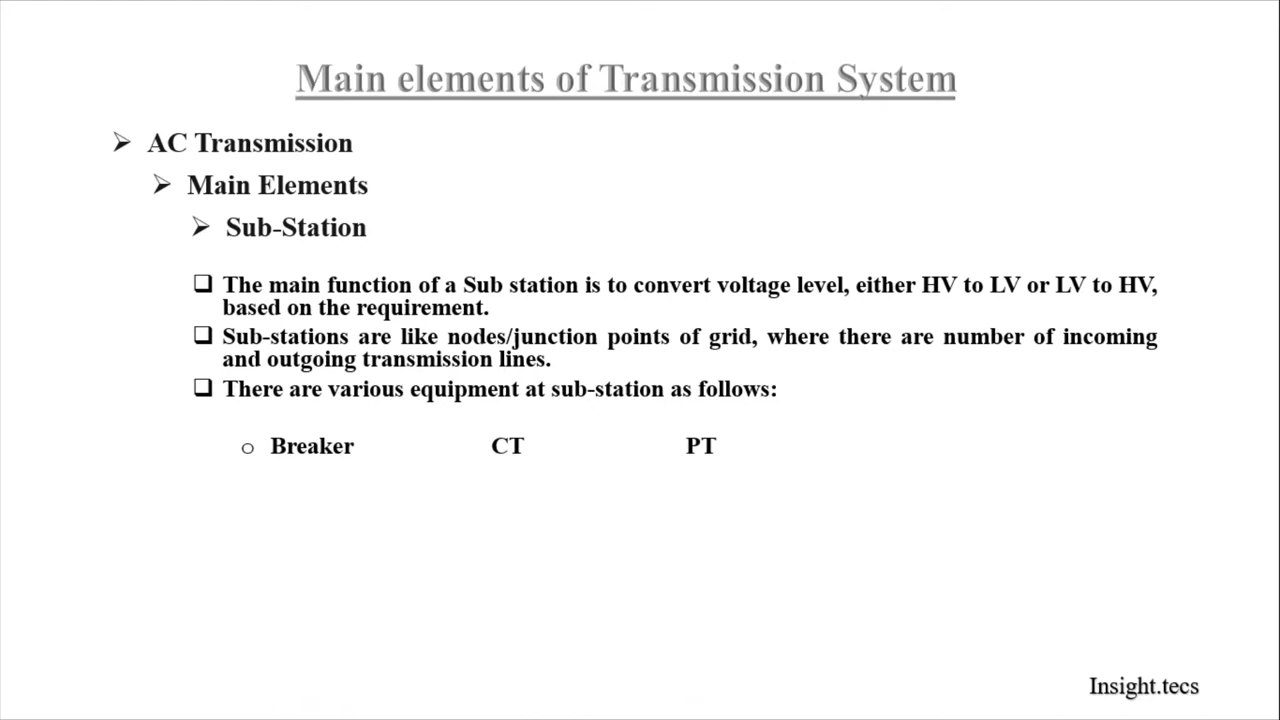 Main elements of Transmission System
AC Transmission
Main Elements
Sub-Station
The main function of a Sub station is to convert voltage level, either HV to LV or LV to HV,
based on the requirement.
Sub-stations are like nodes/junction points of grid, where there are number of incoming
and outgoing transmission lines.
There are various equipment at sub-station as follows:
Breaker CT PT
Insight.tecs